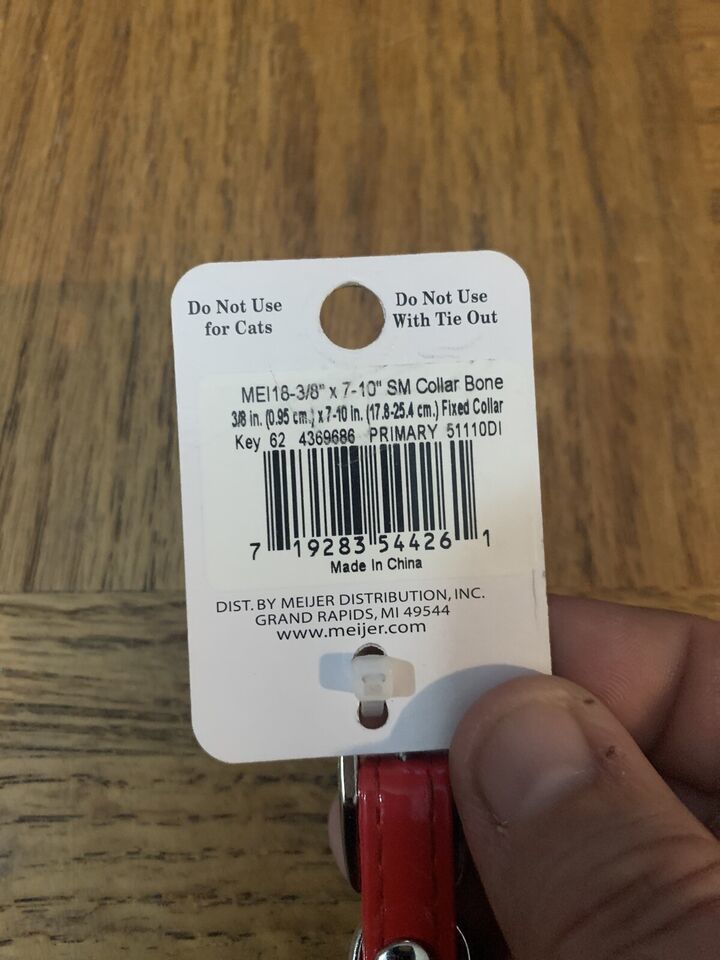 Do Not Use
for Cats
Do Not Use
With Tie Out
MEI18-3/8" x 7-10" SM Collar Bone
3/8 in. (0.95 cm.) x 7-10 in. (17.8-25.4 cm.) Fixed Collar
Key 62 4369686 PRIMARY 51110DI
7 19283 54426 1
Made In China
DIST. BY MEIJER DISTRIBUTION, INC.
GRAND RAPIDS, MI 49544
www.meijer.com